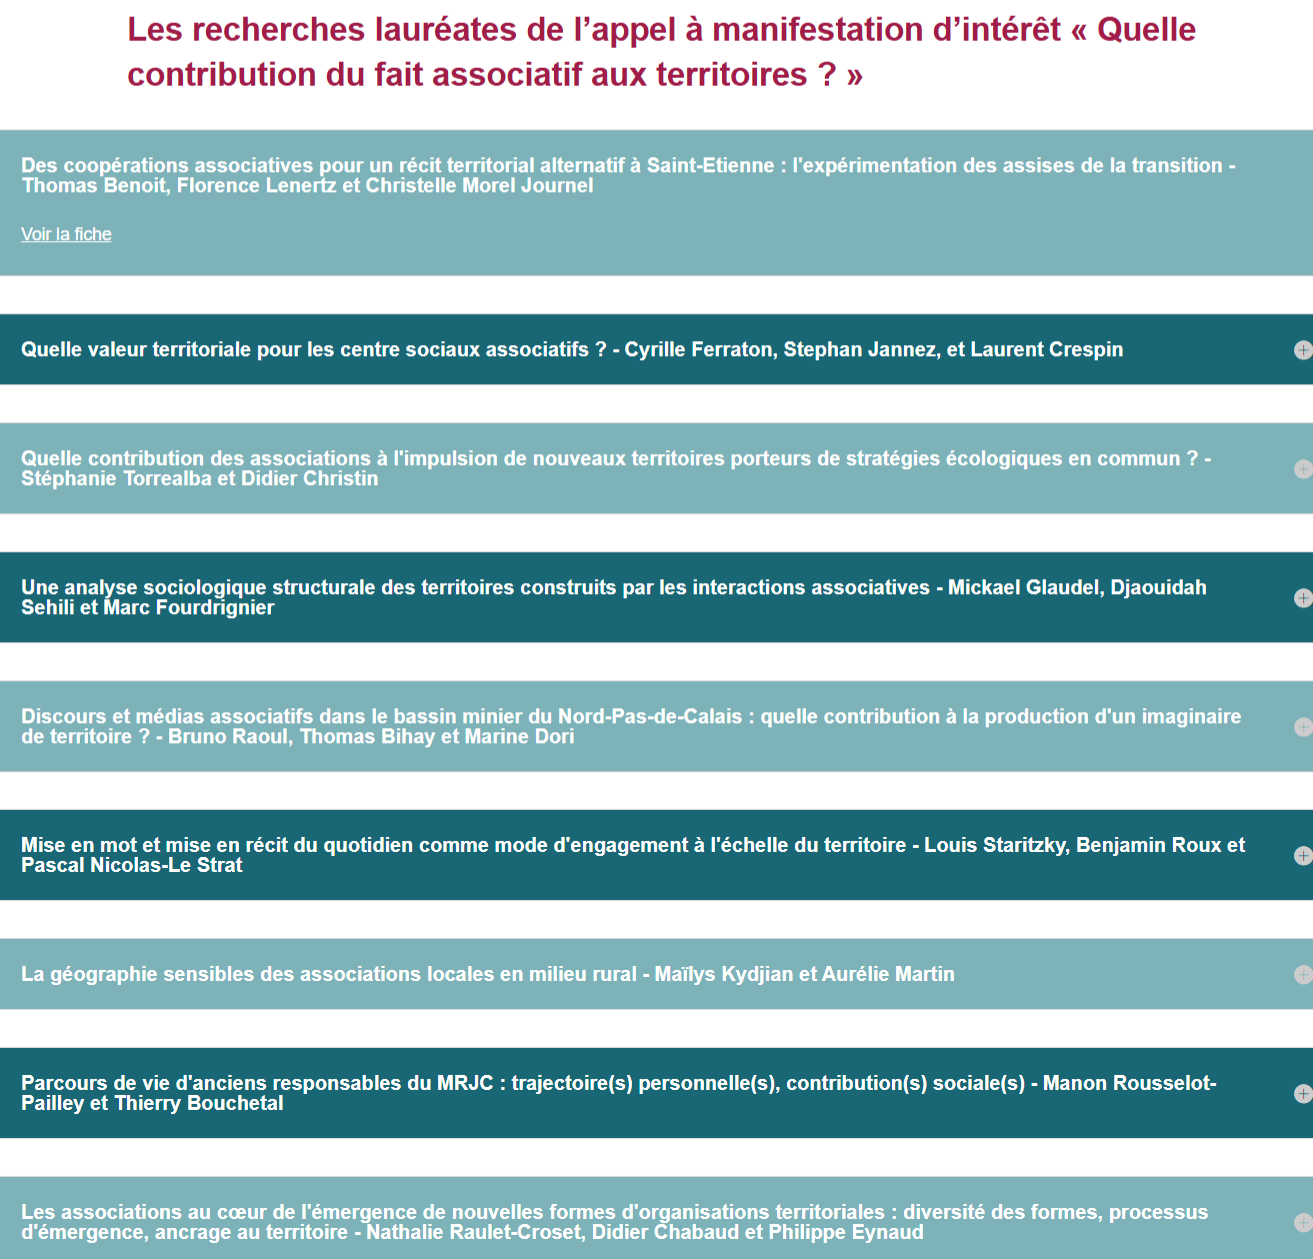 Les recherches lauréates de l’appel à manifestation d’intérêt « Quelle
contribution du fait associatif aux territoires ? »
Des coopérations associatives pour un récit territorial alternatif à Saint-Etienne : l'expérimentation des assises de la transition -
Thomas Benoit, Florence Lenertz et Christelle Morel Journel
Voir la fiche
Quelle valeur territoriale pour les centre sociaux associatifs ? - Cyrille Ferraton, Stephan Jannez, et Laurent Crespin
Quelle contribution des associations à l'impulsion de nouveaux territoires porteurs de stratégies écologiques en commun ? -
Stéphanie Torrealba et Didier Christin
Une analyse sociologique structurale des territoires construits par les interactions associatives - Mickael Glaudel, Djaouidah
Sehili et Marc Fourdrignier
Discours et médias associatifs dans le bassin minier du Nord-Pas-de-Calais : quelle contribution à la production d'un imaginaire
de territoire ? - Bruno Raoul, Thomas Bihay et Marine Dori
Mise en mot et mise en récit du quotidien comme mode d'engagement à l'échelle du territoire - Louis Staritzky, Benjamin Roux et
Pascal Nicolas-Le Strat
La géographie sensibles des associations locales en milieu rural - Maïlys Kydjian et Aurélie Martin
Parcours de vie d'anciens responsables du MRJC : trajectoire(s) personnelle(s), contribution(s) sociale(s) - Manon Rousselot-
Pailley et Thierry Bouchetal
Les associations au cœur de l'émergence de nouvelles formes d'organisations territoriales : diversité des formes, processus
d'émergence, ancrage au territoire - Nathalie Raulet-Croset, Didier Chabaud et Philippe Eynaud